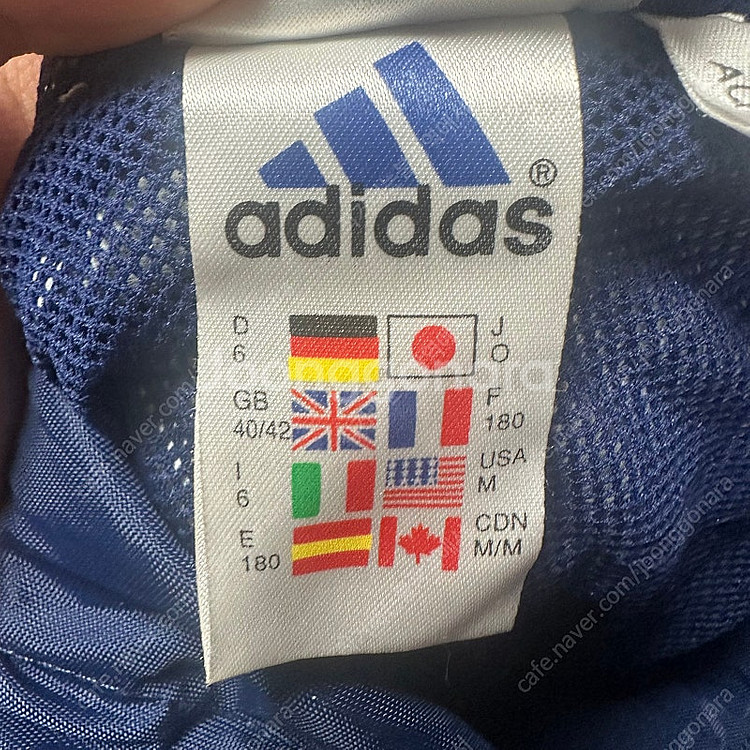 adidas®
D J
6 O
GB F
40/42 180
I USA
6 M
E CDN
180 M/M
cafe.naver.com/joonggonara